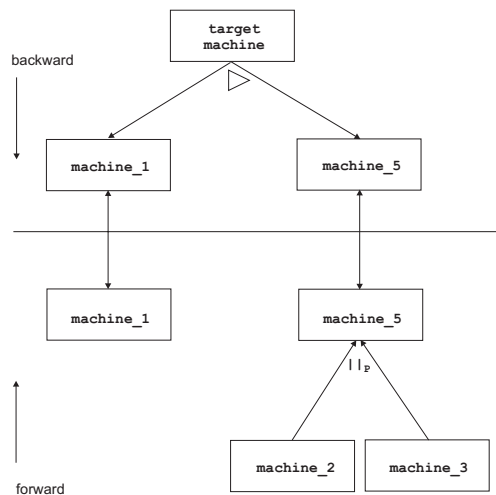 target
machine
backward
machine_1
machine_5
machine_1
machine_5
||P
machine_2
machine_3
forward